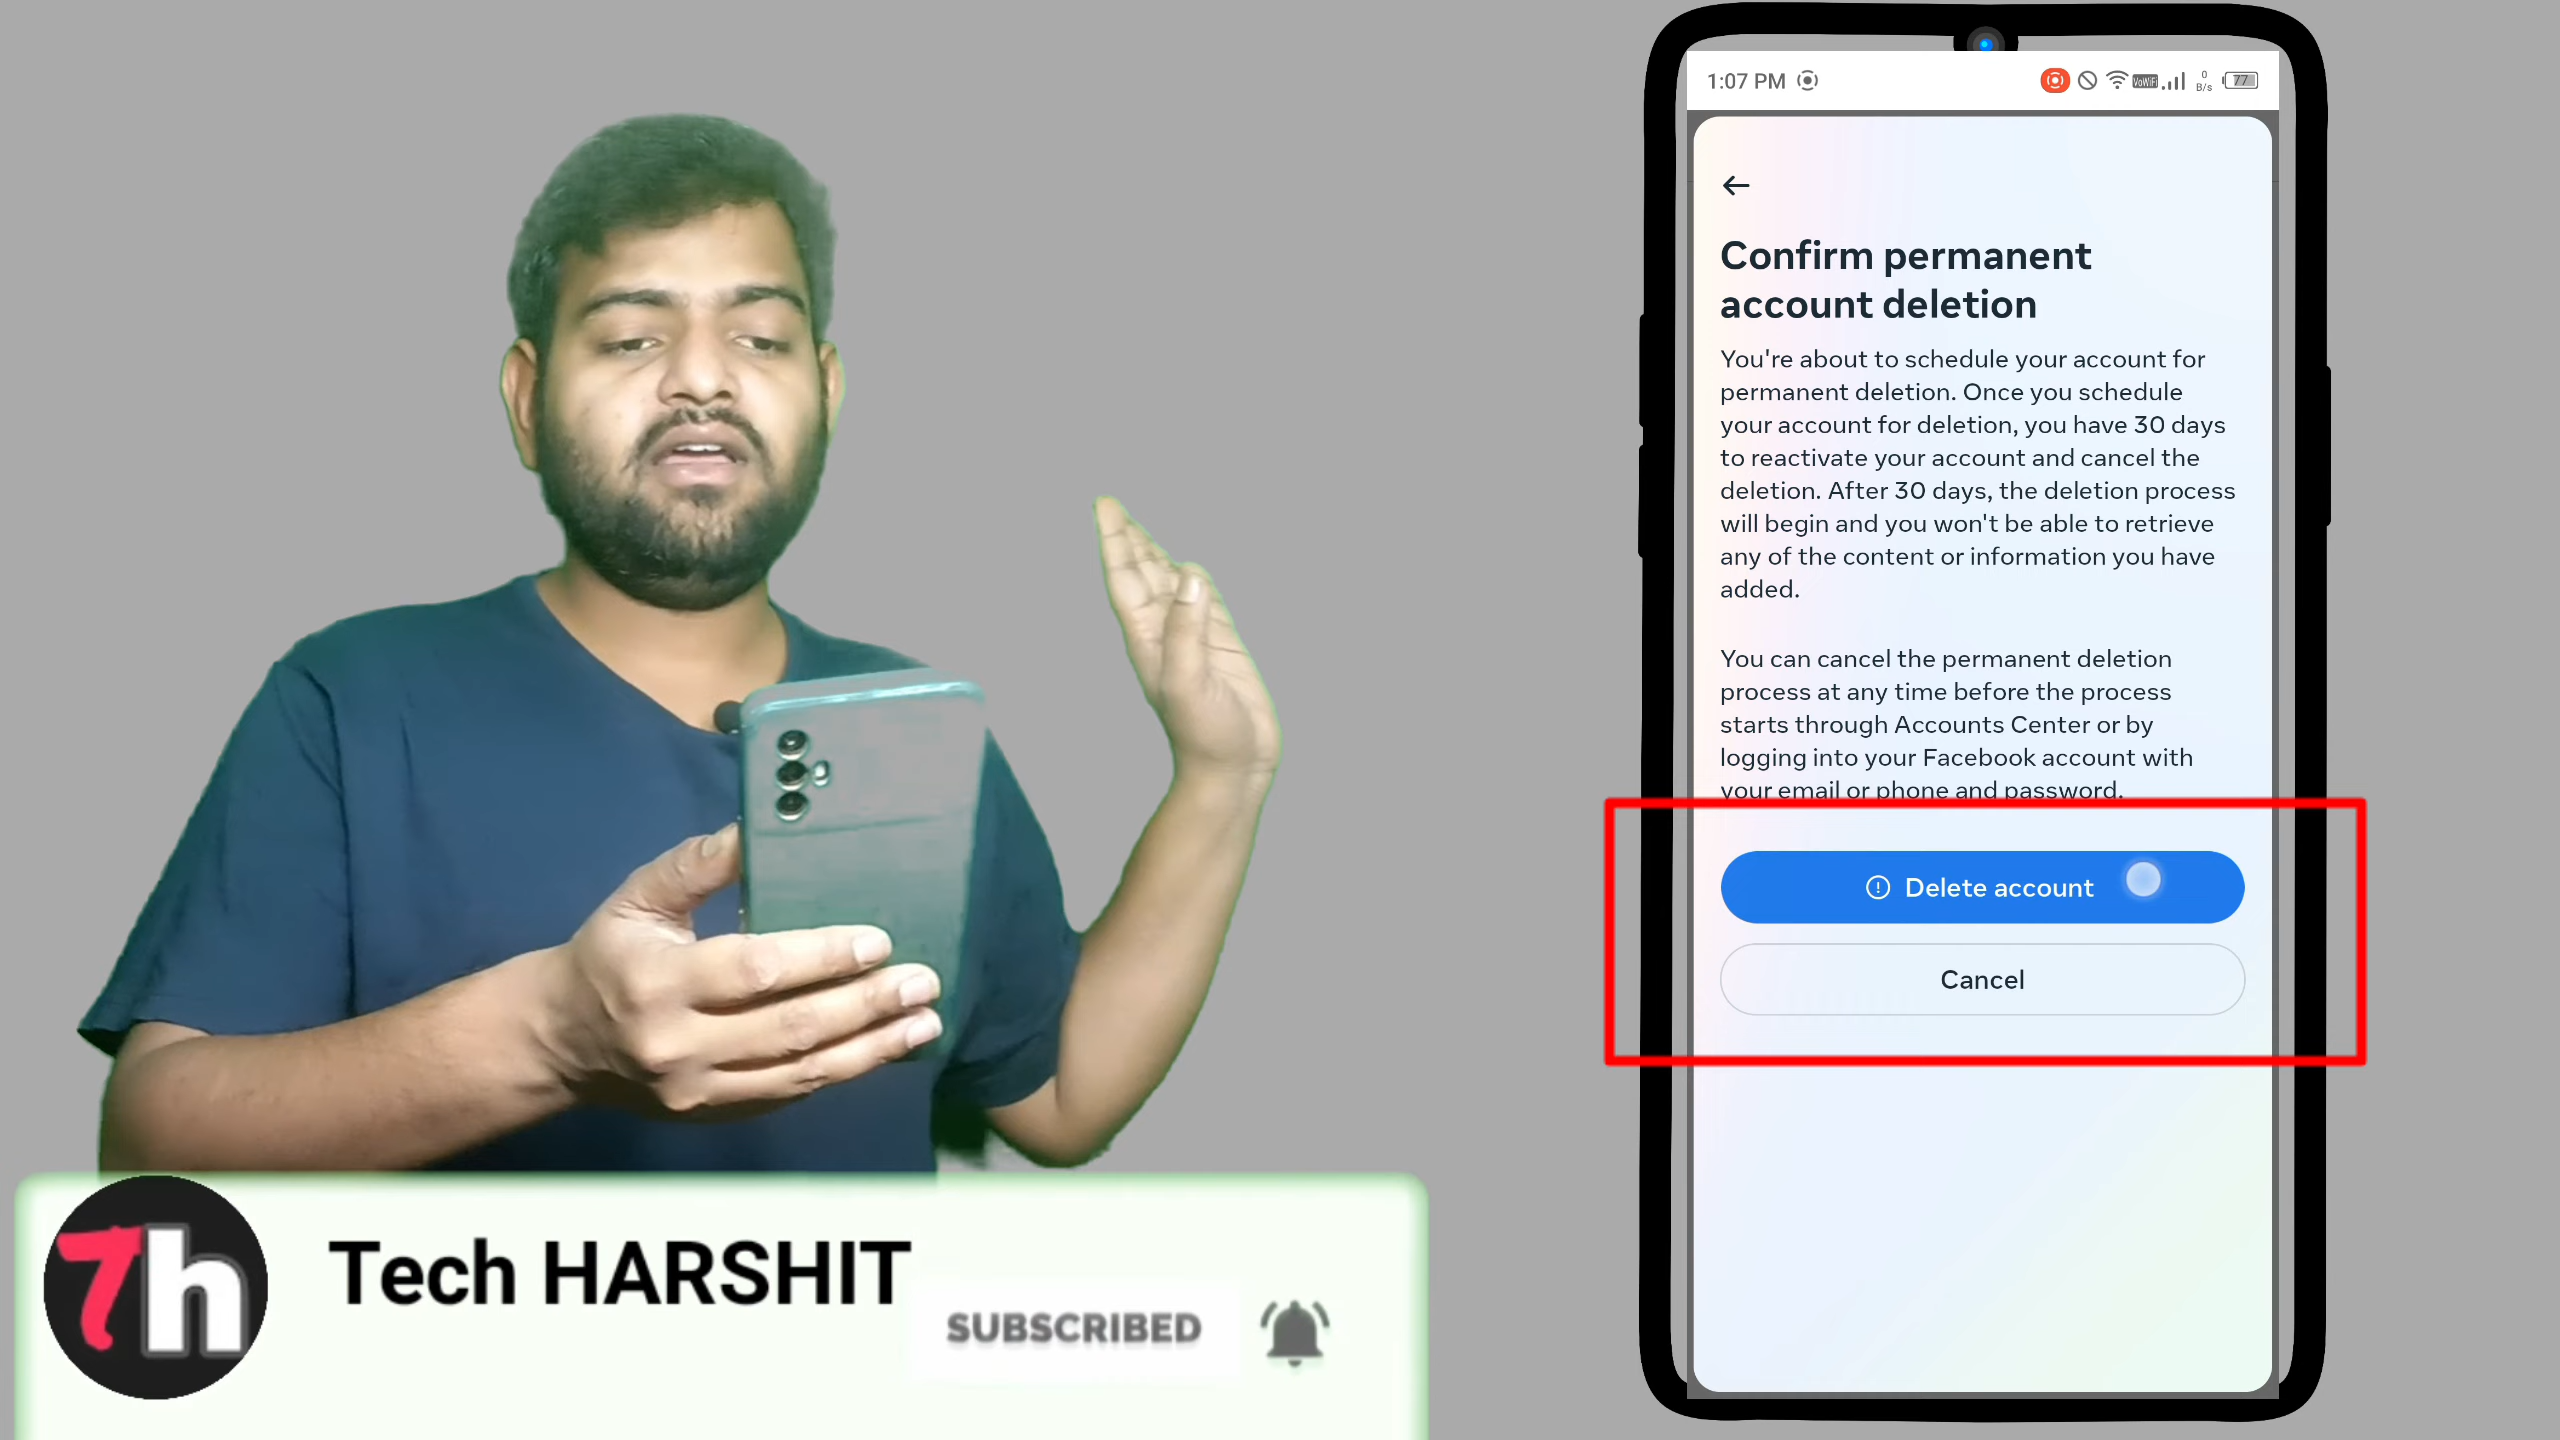 1:07 PM
VoWiFi
0
B/s
77
Confirm permanent
account deletion
You're about to schedule your account for
permanent deletion. Once you schedule
your account for deletion, you have 30 days
to reactivate your account and cancel the
deletion. After 30 days, the deletion process
will begin and you won't be able to retrieve
any of the content or information you have
added.
You can cancel the permanent deletion
process at any time before the process
starts through Accounts Center or by
logging into your Facebook account with
your email or phone and password.
Delete account
Cancel
7h
Tech HARSHIT
SUBSCRIBED